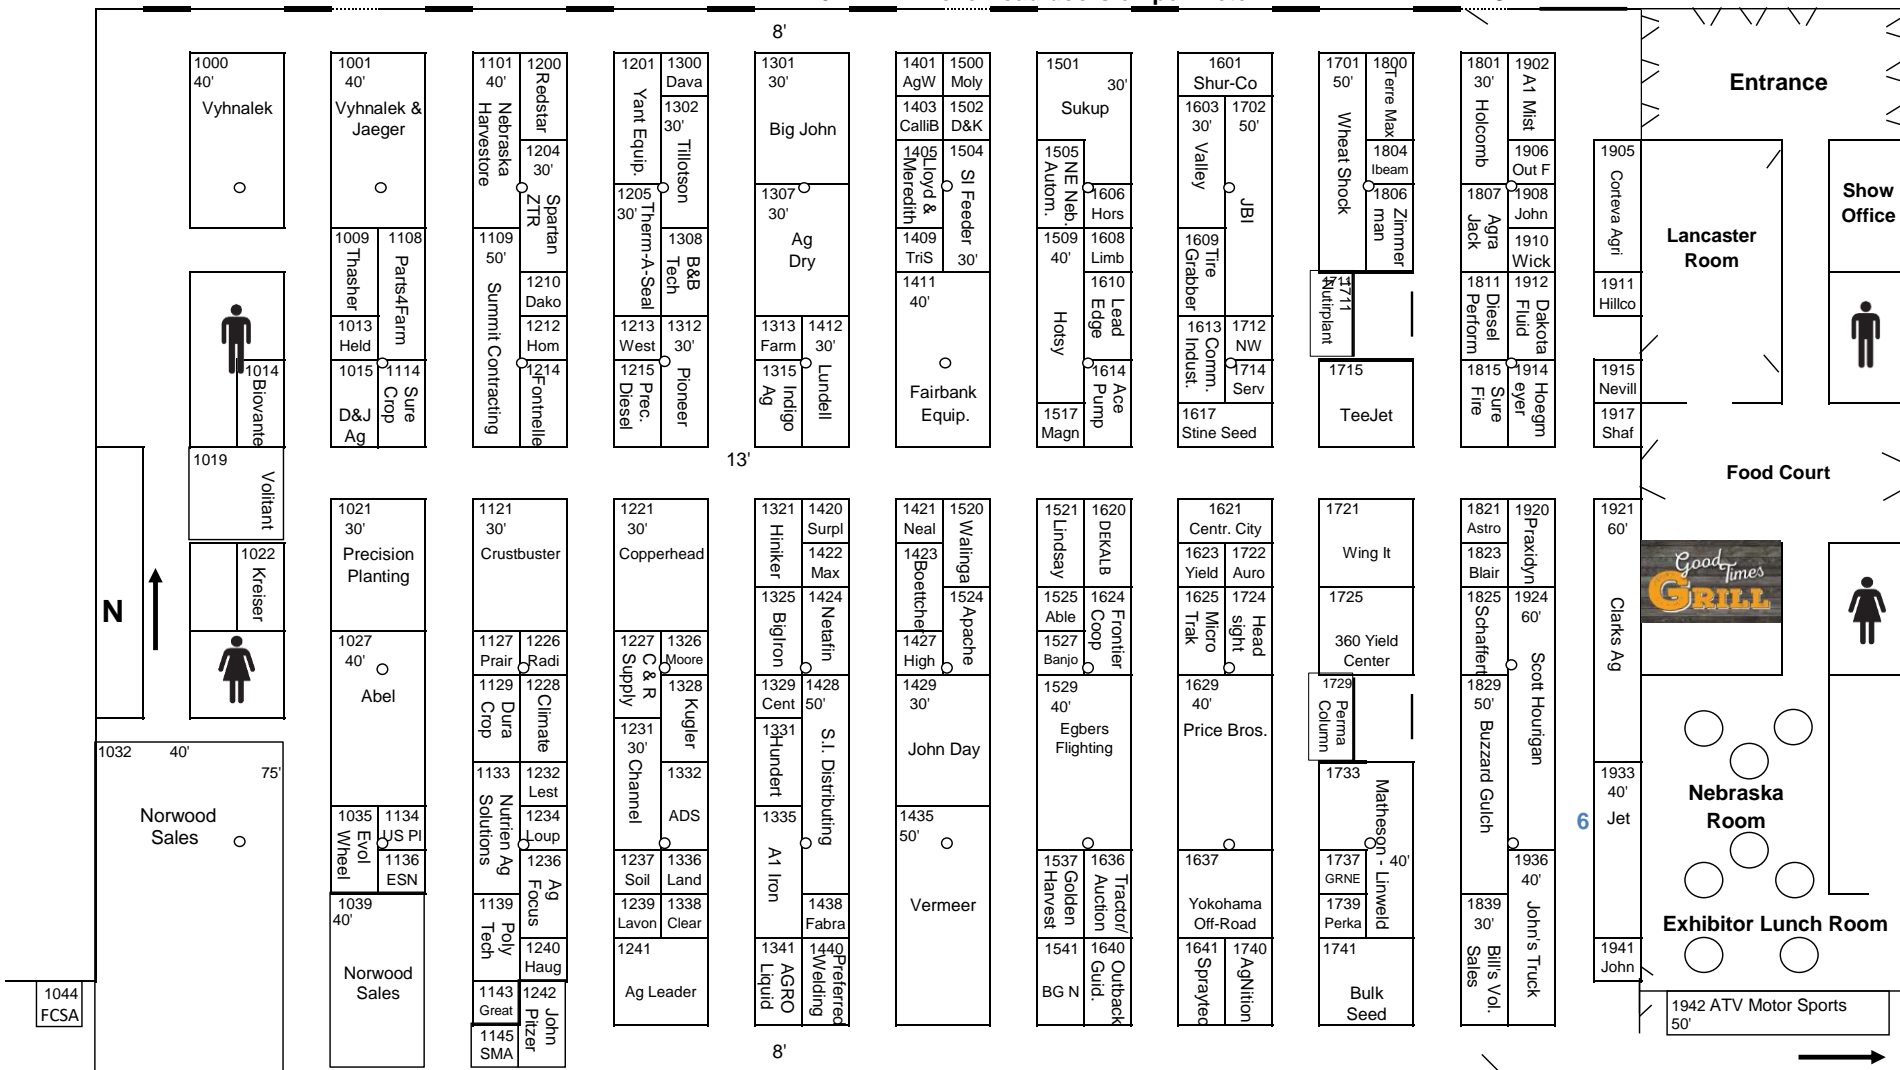 8'
1000
40'
Vyhnalek
1001
40'
Vyhnalek &
Jaeger
1009
Thasher
1108
Parts4Farm
1013
Held
1015
D&J
Ag
1114
Sure
Crop
1014
Biovante
1019
Volitant
1022
Kreiser
N
1032 40'
75'
Norwood
Sales
1044
FCSA
1021
30'
Precision
Planting
1027
40'
Abel
1035
Evol
Wheel
1134
US Pl
1136
ESN
1039
40'
Norwood
Sales
1101
40'
Nebraska
Harvestore
1200
Redstar
1204
30'
Spartan
ZTR
1109
50'
Summit Contracting
1210
Dako
1212
Hom
1214
Fontnelle
1121
30'
Crustbuster
1127
Prair
1226
Radi
1129
Dura
Crop
1228
Climate
1133
Nutrien Ag
Solutions
1232
Lest
1234
Loup
1236
Ag
Focus
1139
Poly
Tech
1240
Haug
1143
Great
1242
John
Pitzer
1145
SMA
1201
Yant Equip.
1300
Dava
1302
30'
Tillotson
1205
30'
Therm-A-Seal
1308
B&B
Tech
1213
West
1312
30'
Pioneer
1215
Prec.
Diesel
13'
1221
30'
Copperhead
1227
C & R
Supply
1326
Moore
1328
Kugler
1231
30'
Channel
1332
ADS
1237
Soil
1336
Land
1239
Lavon
1338
Clear
1241
Ag Leader
1301
30'
Big John
1307
30'
Ag
Dry
1313
Farm
1412
30'
Lundell
1315
Indigo
Ag
1321
Hiniker
1420
Surpl
1422
Max
1325
BigIron
1424
Netafin
1329
Cent
1428
50'
S.I. Distributing
1331
Hundert
1335
A1 Iron
1438
Fabra
1341
AGRO
Liquid
1440
Preferred
Welding
8'
1401
AgW
1500
Moly
1403
CalliB
1502
D&K
1405
Lloyd &
Meredith
1504
SI Feeder
30'
1409
TriS
1411
40'
Fairbank
Equip.
1421
Neal
1520
Walinga
1423
Boettcher
1524
Apache
1427
High
1429
30'
John Day
1435
50'
Vermeer
1501
30'
Sukup
1505
NE Neb.
Autom.
1606
Hors
1509
40'
Hotsy
1608
Limb
1610
Lead
Edge
1614
Ace
Pump
1517
Magn
1521
Lindsay
1620
DEKALB
1525
Able
1624
Frontier
Coop
1527
Banjo
1529
40'
Egbers
Flighting
1537
Golden
Harvest
1636
Tractor/
Auction
1541
BG N
1640
Outback
Guid.
1601
Shur-Co
1603
30'
Valley
1702
50'
JBI
1609
Tire
Grabber
1613
Comm.
Indust.
1712
NW
1714
Serv
1617
Stine Seed
1621
Centr. City
1623
Yield
1722
Auro
1625
Micro
Trak
1724
Head
sight
1629
40'
Price Bros.
1637
Yokohama
Off-Road
1641
Spraytec
1740
AgNition
1701
50'
Wheat Shock
1800
Terre Max
1804
Ibeam
1806
Zimmer
man
1711
1711
Nutirplant
1715
TeeJet
1721
Wing It
1725
360 Yield
Center
1729
Perma
Column
1733
Matheson - Linweld
40'
1737
GRNE
1739
Perka
1741
Bulk
Seed
1801
30'
Holcomb
1902
A1 Mist
1906
Out F
1807
Agra
Jack
1908
John
1910
Wick
1811
Diesel
Perform
1912
Dakota
Fluid
1815
Sure
Fire
1914
Hoegm
eyer
1821
Astro
1920
Praxidyn
1823
Blair
1825
Schaffert
1924
60'
Scott Hourigan
1829
50'
Buzzard Gulch
1936
40'
John's Truck
1839
30'
Bill's Vol.
Sales
1905
Corteva Agri
1911
Hillco
1915
Nevill
1917
Shaf
1921
60'
Clarks Ag
1933
40'
6
Jet
1941
John
Entrance
Show
Office
Lancaster
Room
Food Court
Good
Times
GRILL
Nebraska
Room
Exhibitor Lunch Room
1942 ATV Motor Sports
50'